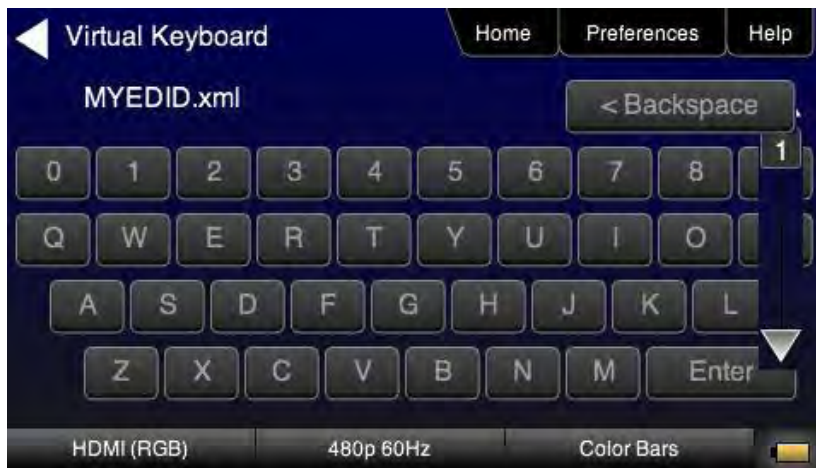 Virtual Keyboard Home Preferences Help
MYEDID.xml < Backspace
1
0 1 2 3 4 5 6 7 8
Q W E R T Y U I O
A S D F G H J K L
Z X C V B N M Enter
HDMI (RGB) 480p 60Hz Color Bars